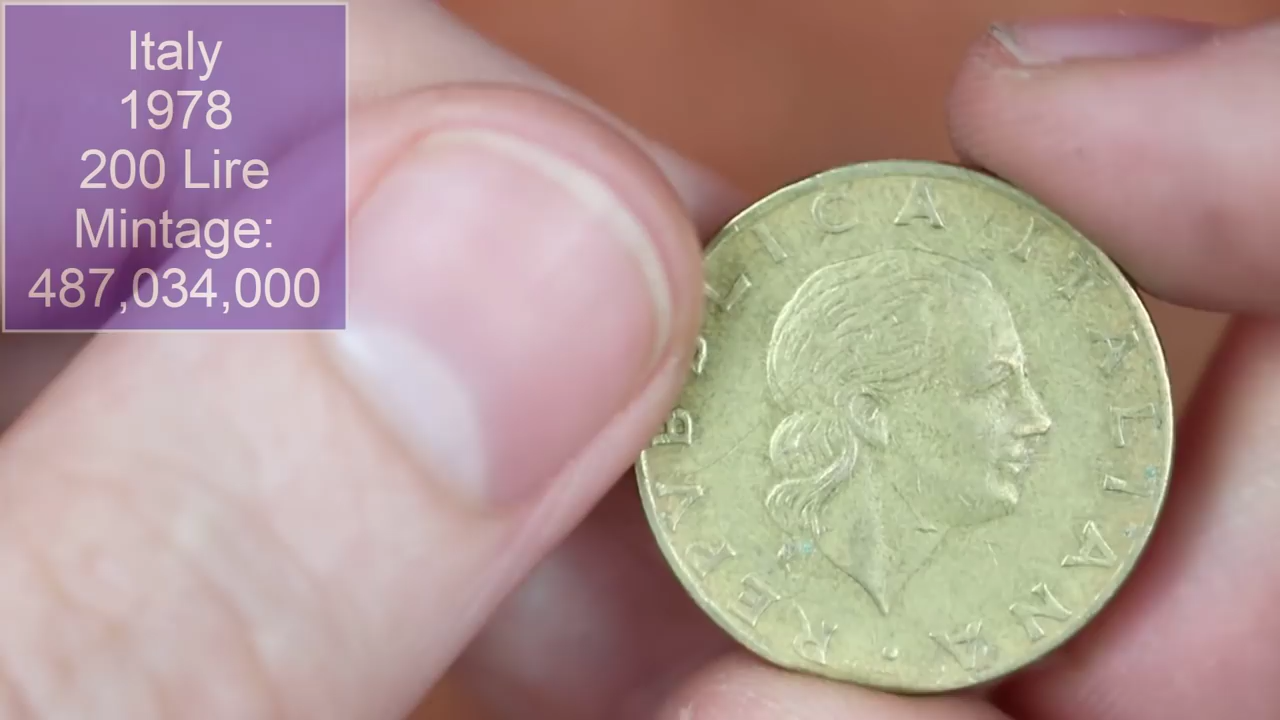 Italy
1978
200 Lire
Mintage:
487,034,000
REPVBBLICA ITALIANA